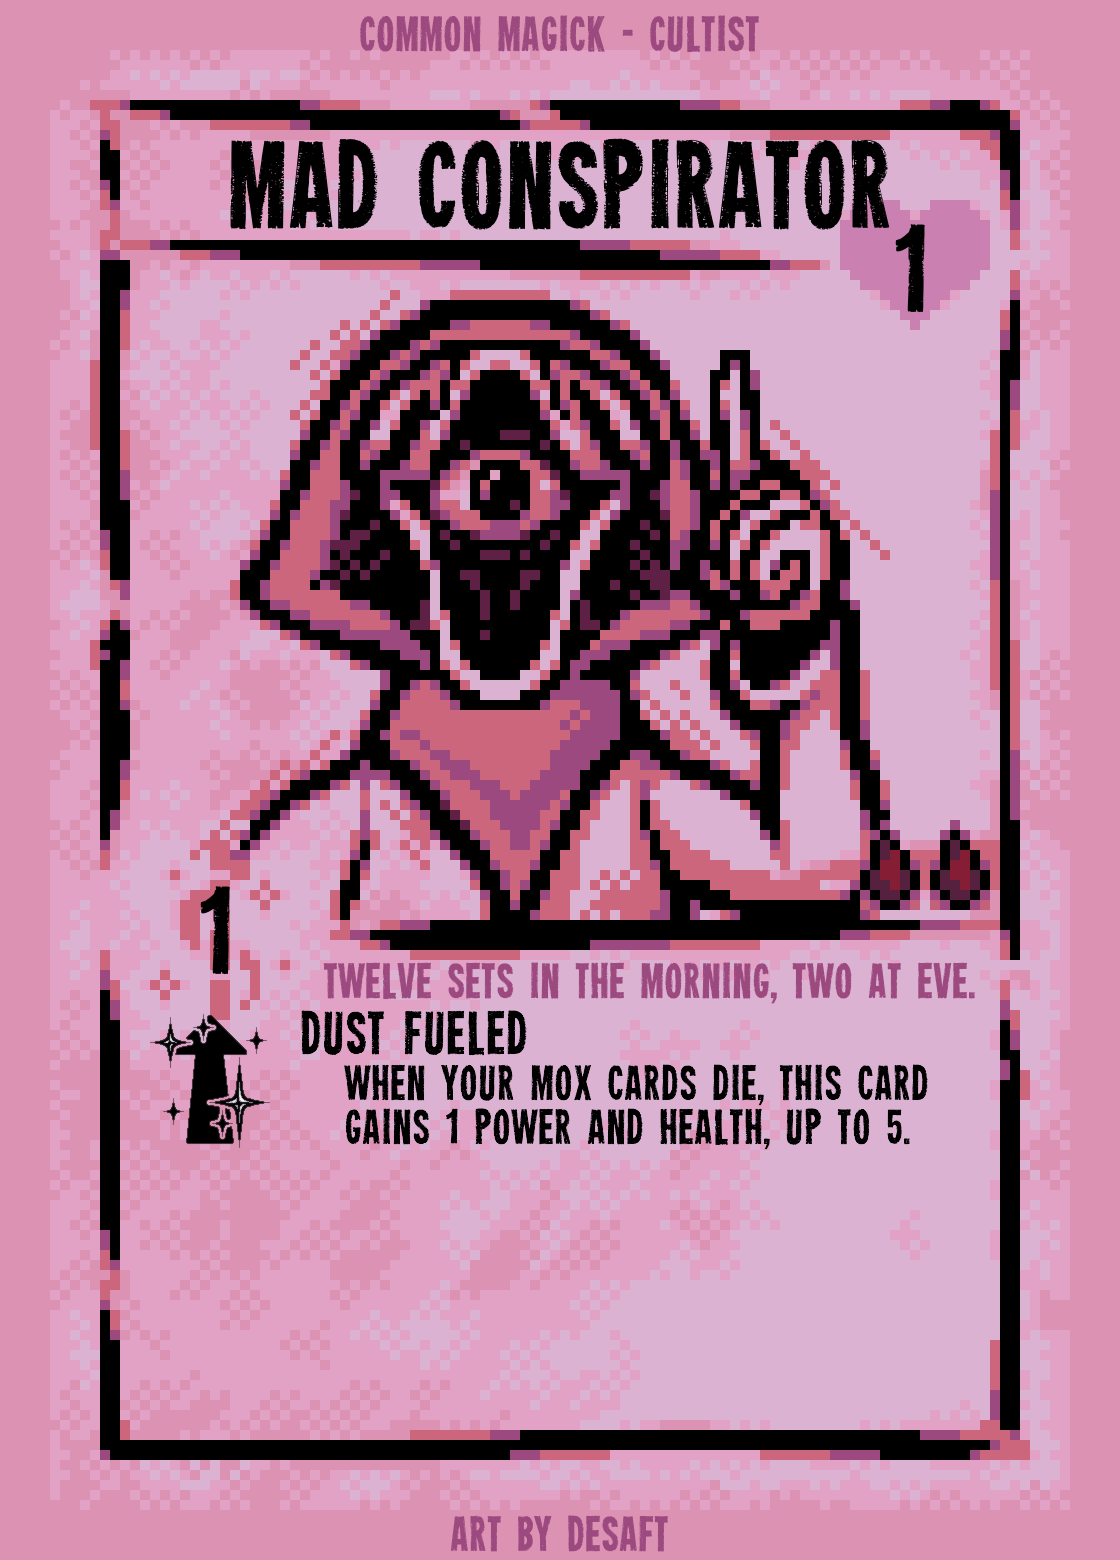 COMMON MAGICK - CULTIST
MAD CONSPIRATOR
1
1
TWELVE SETS IN THE MORNING, TWO AT EVE.
DUST FUELED
WHEN YOUR MOX CARDS DIE, THIS CARD
GAINS 1 POWER AND HEALTH, UP TO 5.
ART BY DESAFT